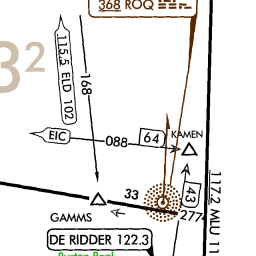 368 ROQ
3²
115.5 ELD 102
168
EIC
088
64
KAMEN
33
43
GAMMS
277
117.2 MLU 11
DE RIDDER 122.3